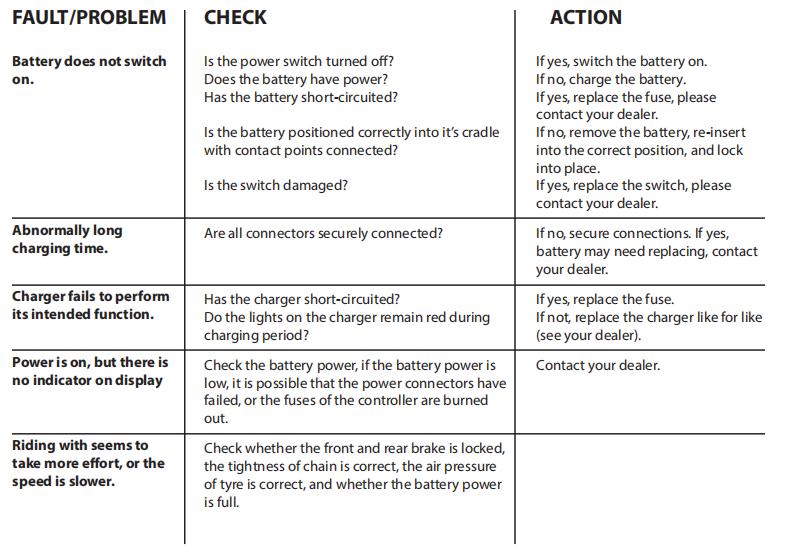 FAULT/PROBLEM CHECK ACTION
Battery does not switch on.
Is the power switch turned off? If yes, switch the battery on.
Does the battery have power? If no, charge the battery.
Has the battery short-circuited? If yes, replace the fuse, please
contact your dealer.
Is the battery positioned correctly into it’s cradle
with contact points connected?
If no, remove the battery, re-insert
into the correct position, and lock
into place.
Is the switch damaged? If yes, replace the switch, please
contact your dealer.
Abnormally long
charging time.
Are all connectors securely connected?
If no, secure connections. If yes,
battery may need replacing, contact
your dealer.
Charger fails to perform
its intended function.
Has the charger short-circuited? If yes, replace the fuse.
Do the lights on the charger remain red during
charging period?
If not, replace the charger like for like
(see your dealer).
Power is on, but there is
no indicator on display
Check the battery power, if the battery power is
low, it is possible that the power connectors have
failed, or the fuses of the controller are burned
out.
Contact your dealer.
Riding with seems to
take more effort, or the
speed is slower.
Check whether the front and rear brake is locked,
the tightness of chain is correct, the air pressure
of tyre is correct, and whether the battery power
is full.